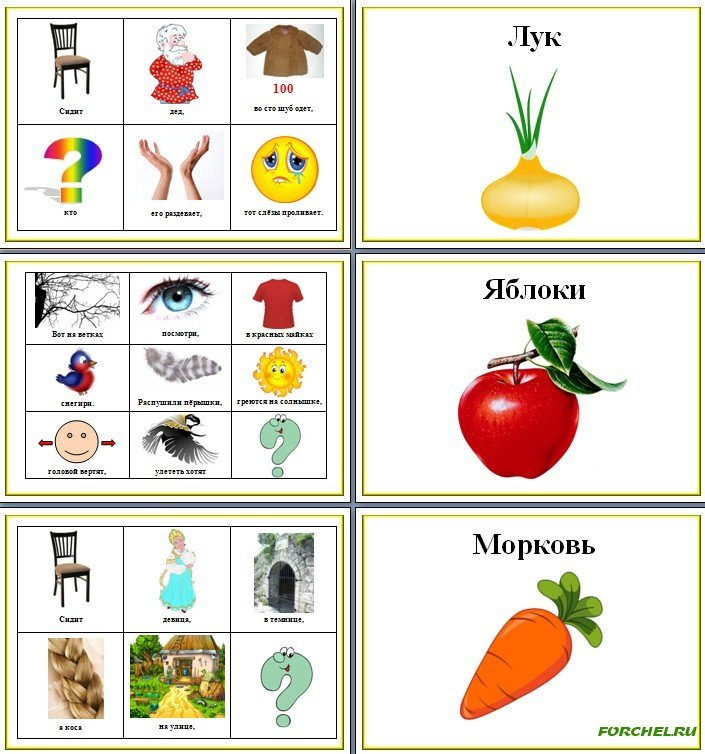 Сидит
дед,
100
во сто шуб одет,
кто
его раздевает,
тот слёзы проливает.
Лук
Вот на ветках
посмотри,
в красных майках
снегири.
Распушили пёрышки,
греются на солнышке,
головой вертят,
улететь хотят
Яблоки
Сидит
девица,
в темнице,
а коса
на улице,
Морковь
FORCHEL.RU